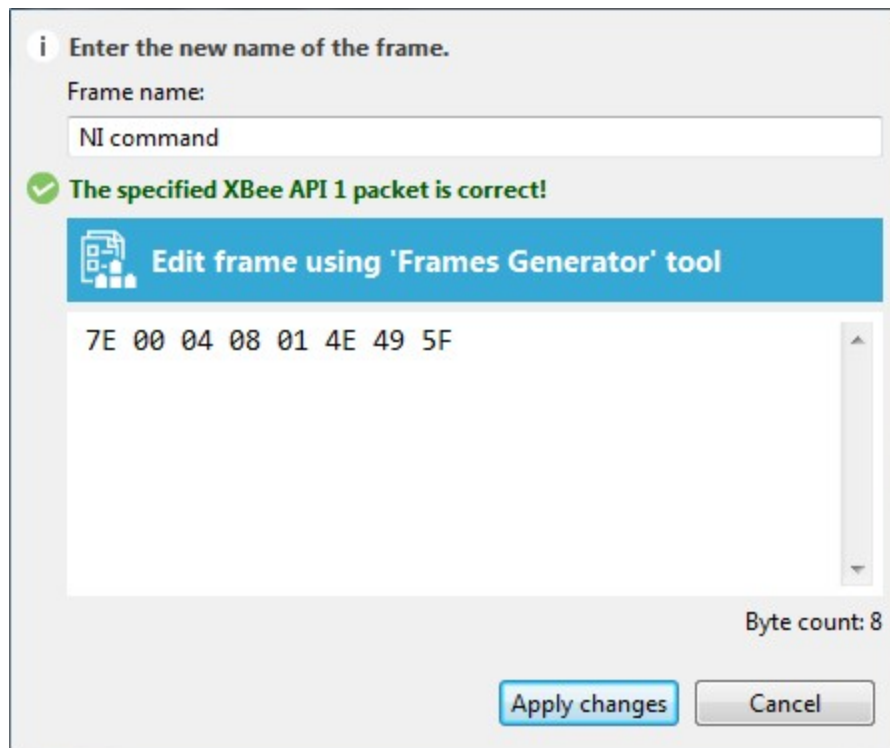 i Enter the new name of the frame.
Frame name:
NI command
The specified XBee API 1 packet is correct!
Edit frame using 'Frames Generator' tool
7E 00 04 08 01 4E 49 5F
Byte count: 8
Apply changes Cancel